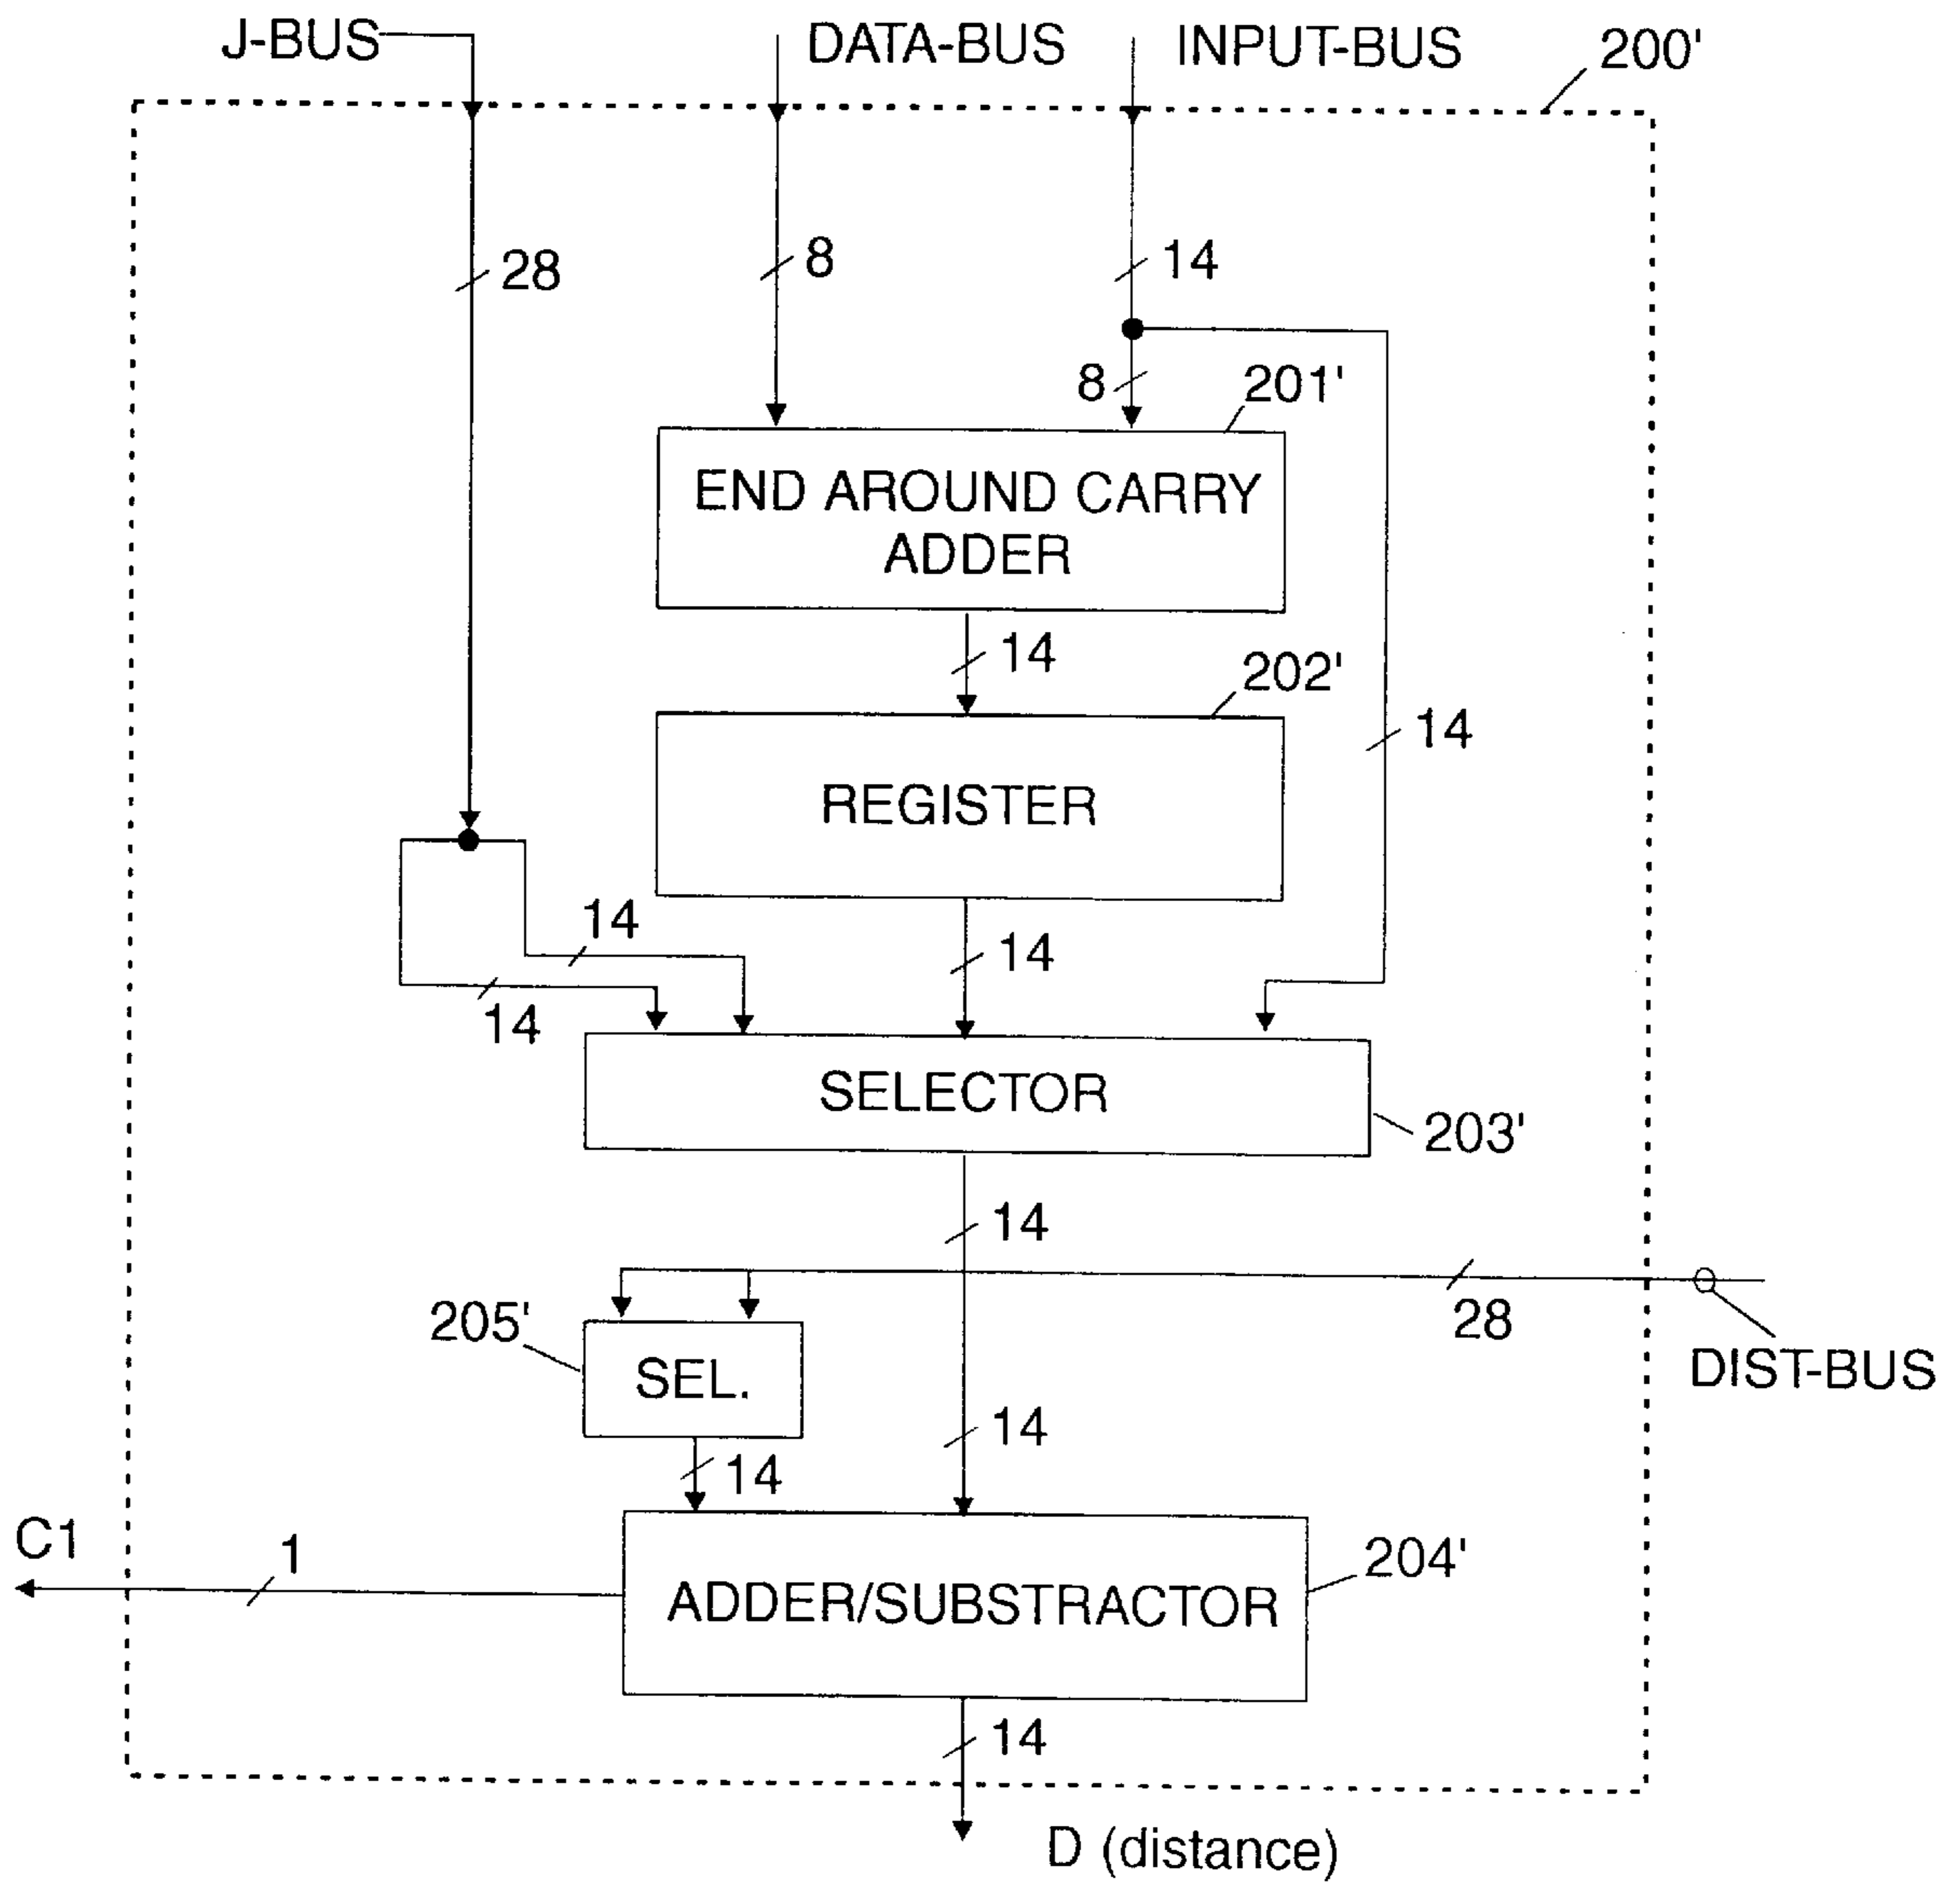 J-BUS
DATA-BUS
INPUT-BUS
200'
28
8
14
8
201'
END AROUND CARRY
ADDER
14
202'
14
REGISTER
14
14
14
SELECTOR
203'
14
28
205'
SEL.
DIST-BUS
14
14
C1
1
204'
ADDER/SUBSTRACTOR
14
D (distance)